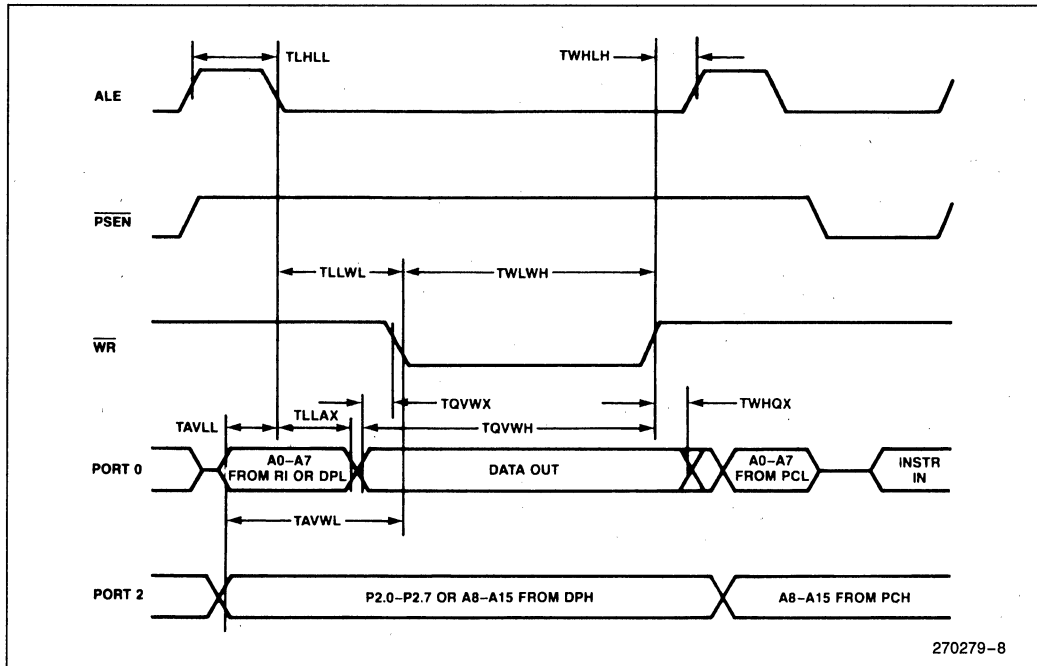 TLHLL
TWHLH
ALE
PSEN
TLLWL
TWLWH
WR
TAVLL
TLLAX
TQVWX
TQVWH
TWHQX
PORT 0
A0–A7
FROM RI OR DPL
DATA OUT
A0–A7
FROM PCL
INSTR
IN
TAVWL
PORT 2
P2.0–P2.7 OR A8–A15 FROM DPH
A8–A15 FROM PCH
270279–8